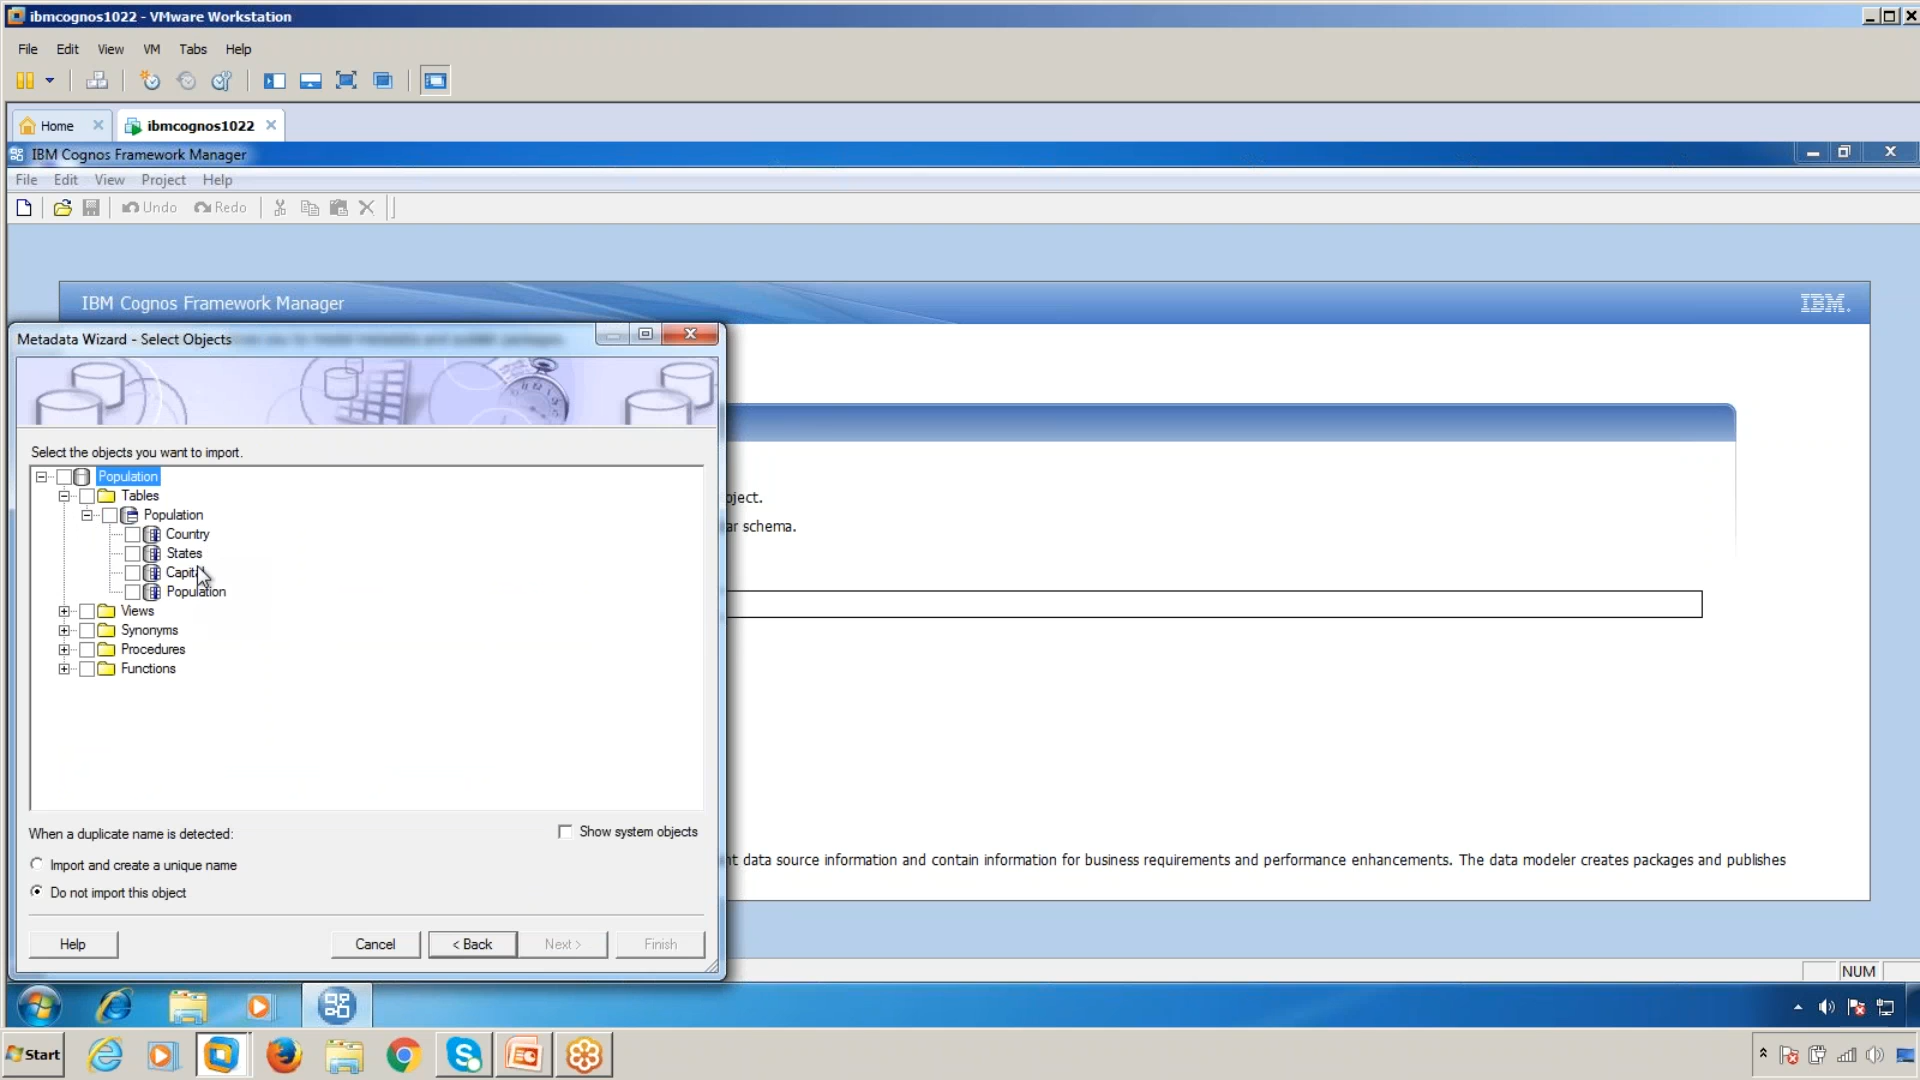 ibmcognos1022 - VMware Workstation
File Edit View VM Tabs Help
Home ibmcognos1022
IBM Cognos Framework Manager
File Edit View Project Help
Undo Redo
IBM Cognos Framework Manager IBM.
Metadata Wizard - Select Objects
Select the objects you want to import.
Population
Tables
Population
Country
States
Capital
Population
Views
Synonyms
Procedures
Functions
When a duplicate name is detected:
Show system objects
Import and create a unique name
Do not import this object
Help Cancel < Back Next > Finish
ject.
ar schema.
nt data source information and contain information for business requirements and performance enhancements. The data modeler creates packages and publishes
NUM
Start